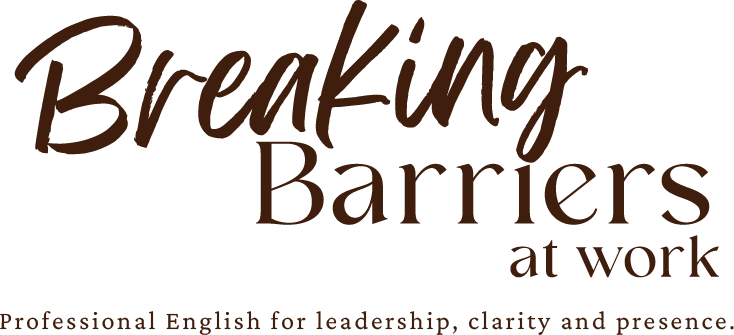 Breaking
Barriers
at work
Professional English for leadership, clarity and presence.